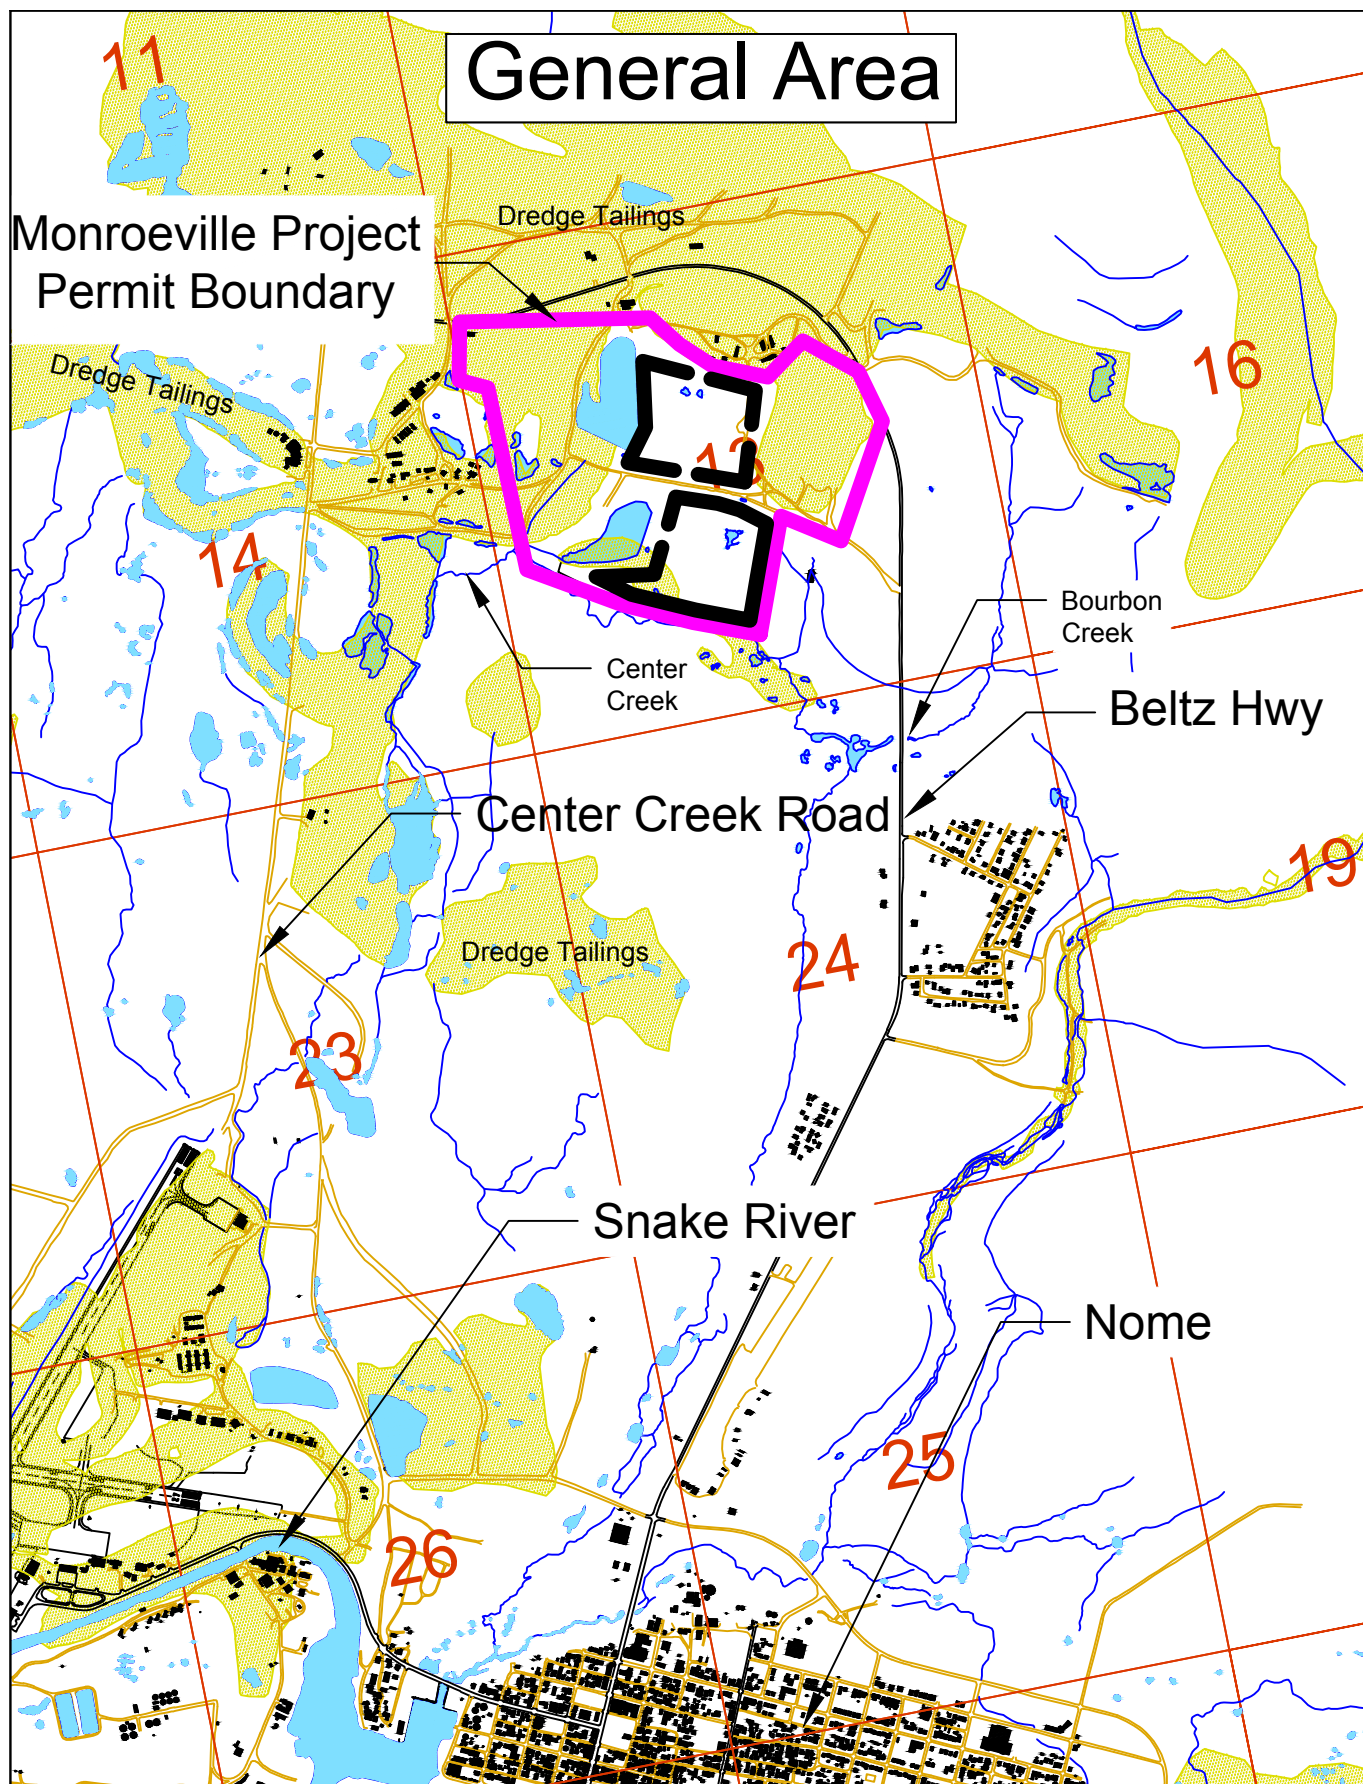 General Area
11
Dredge Tailings
Monroeville Project
Permit Boundary
16
Dredge Tailings
13
14
Bourbon
Creek
Center
Creek
Beltz Hwy
Center Creek Road
19
Dredge Tailings
24
23
Snake River
Nome
25
26